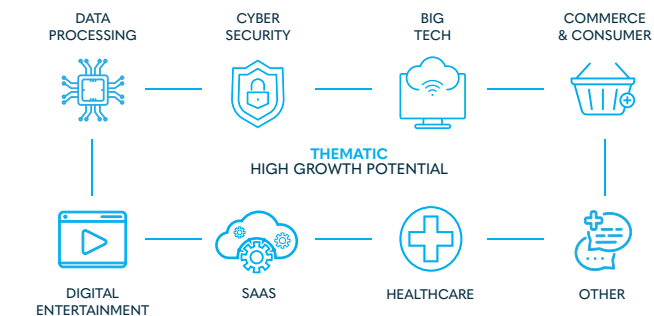 DATA
PROCESSING
CYBER
SECURITY
BIG
TECH
COMMERCE
& CONSUMER
THEMATIC
HIGH GROWTH POTENTIAL
DIGITAL
ENTERTAINMENT
SAAS
HEALTHCARE
OTHER